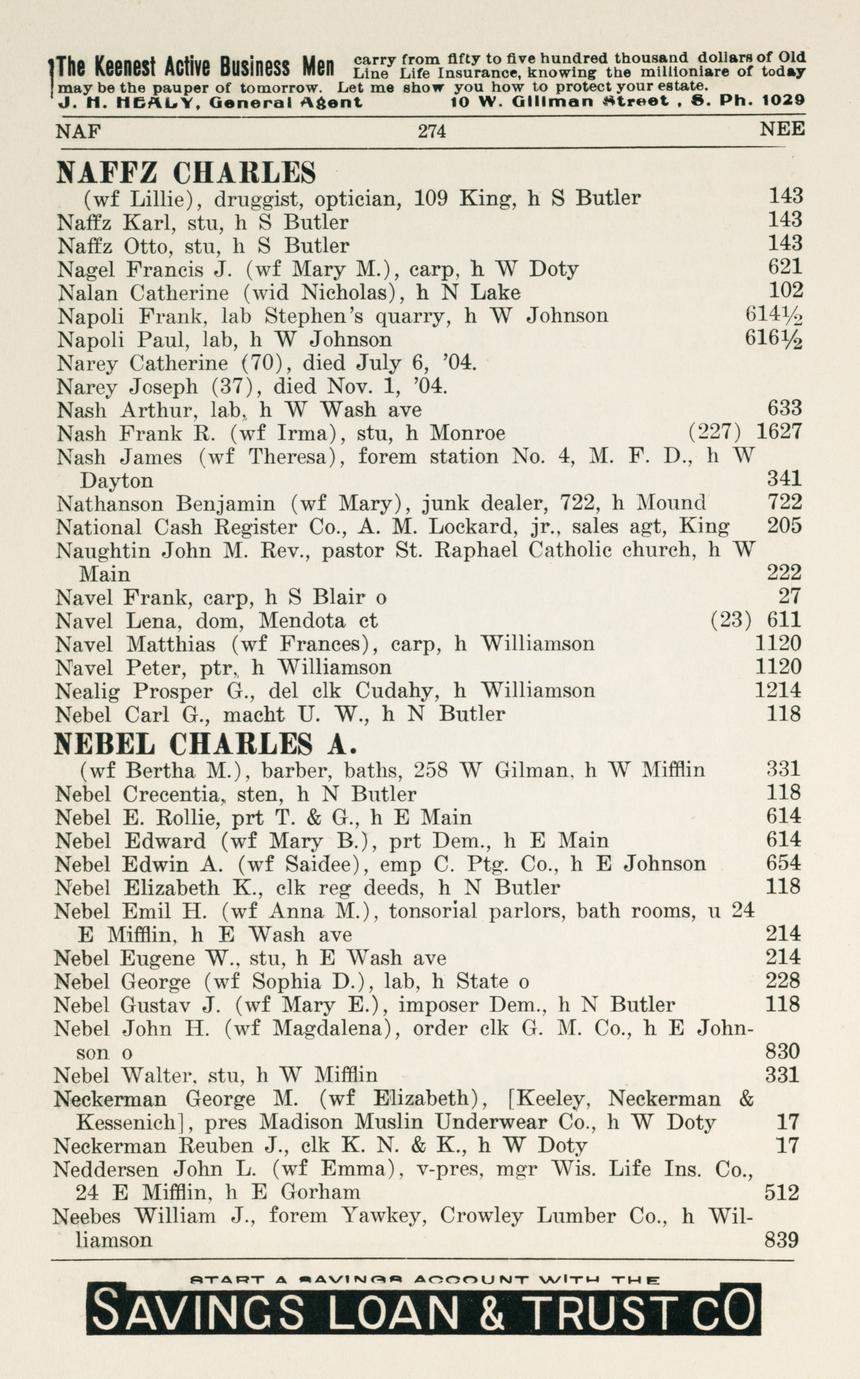 The Keenest Active Business Men carry from fifty to five hundred thousand dollars of Old
Line Life Insurance, knowing the millioniare of today
may be the pauper of tomorrow. Let me show you how to protect your estate.
J. H. HEALY, General Agent 10 W. Gillman Street , S. Ph. 1029
NAF 274 NEE
NAFFZ CHARLES
(wf Lillie), druggist, optician, 109 King, h S Butler 143
Naffz Karl, stu, h S Butler 143
Naffz Otto, stu, h S Butler 143
Nagel Francis J. (wf Mary M.), carp, h W Doty 621
Nalan Catherine (wid Nicholas), h N Lake 102
Napoli Frank, lab Stephen's quarry, h W Johnson 614½
Napoli Paul, lab, h W Johnson 616½
Narey Catherine (70), died July 6, '04.
Narey Joseph (37), died Nov. 1, '04.
Nash Arthur, lab, h W Wash ave 633
Nash Frank R. (wf Irma), stu, h Monroe (227) 1627
Nash James (wf Theresa), forem station No. 4, M. F. D., h W
Dayton 341
Nathanson Benjamin (wf Mary), junk dealer, 722, h Mound 722
National Cash Register Co., A. M. Lockard, jr., sales agt, King 205
Naughtin John M. Rev., pastor St. Raphael Catholic church, h W
Main 222
Navel Frank, carp, h S Blair o 27
Navel Lena, dom, Mendota ct (23) 611
Navel Matthias (wf Frances), carp, h Williamson 1120
Navel Peter, ptr, h Williamson 1120
Nealig Prosper G., del clk Cudahy, h Williamson 1214
Nebel Carl G., macht U. W., h N Butler 118
NEBEL CHARLES A.
(wf Bertha M.), barber, baths, 258 W Gilman, h W Mifflin 331
Nebel Crecentia, sten, h N Butler 118
Nebel E. Rollie, prt T. & G., h E Main 614
Nebel Edward (wf Mary B.), prt Dem., h E Main 614
Nebel Edwin A. (wf Saidee), emp C. Ptg. Co., h E Johnson 654
Nebel Elizabeth K., clk reg deeds, h N Butler 118
Nebel Emil H. (wf Anna M.), tonsorial parlors, bath rooms, u 24
E Mifflin, h E Wash ave 214
Nebel Eugene W., stu, h E Wash ave 214
Nebel George (wf Sophia D.), lab, h State o 228
Nebel Gustav J. (wf Mary E.), imposer Dem., h N Butler 118
Nebel John H. (wf Magdalena), order clk G. M. Co., h E John-
son o 830
Nebel Walter, stu, h W Mifflin 331
Neckerman George M. (wf Elizabeth), [Keeley, Neckerman &
Kessenich], pres Madison Muslin Underwear Co., h W Doty 17
Neckerman Reuben J., clk K. N. & K., h W Doty 17
Neddersen John L. (wf Emma), v-pres, mgr Wis. Life Ins. Co.,
24 E Mifflin, h E Gorham 512
Neebes William J., forem Yawkey, Crowley Lumber Co., h Wil-
liamson 839
START A SAVINGS ACCOUNT WITH THE
SAVINGS LOAN & TRUST CO